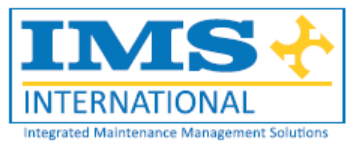 IMS
INTERNATIONAL
Integrated Maintenance Management Solutions